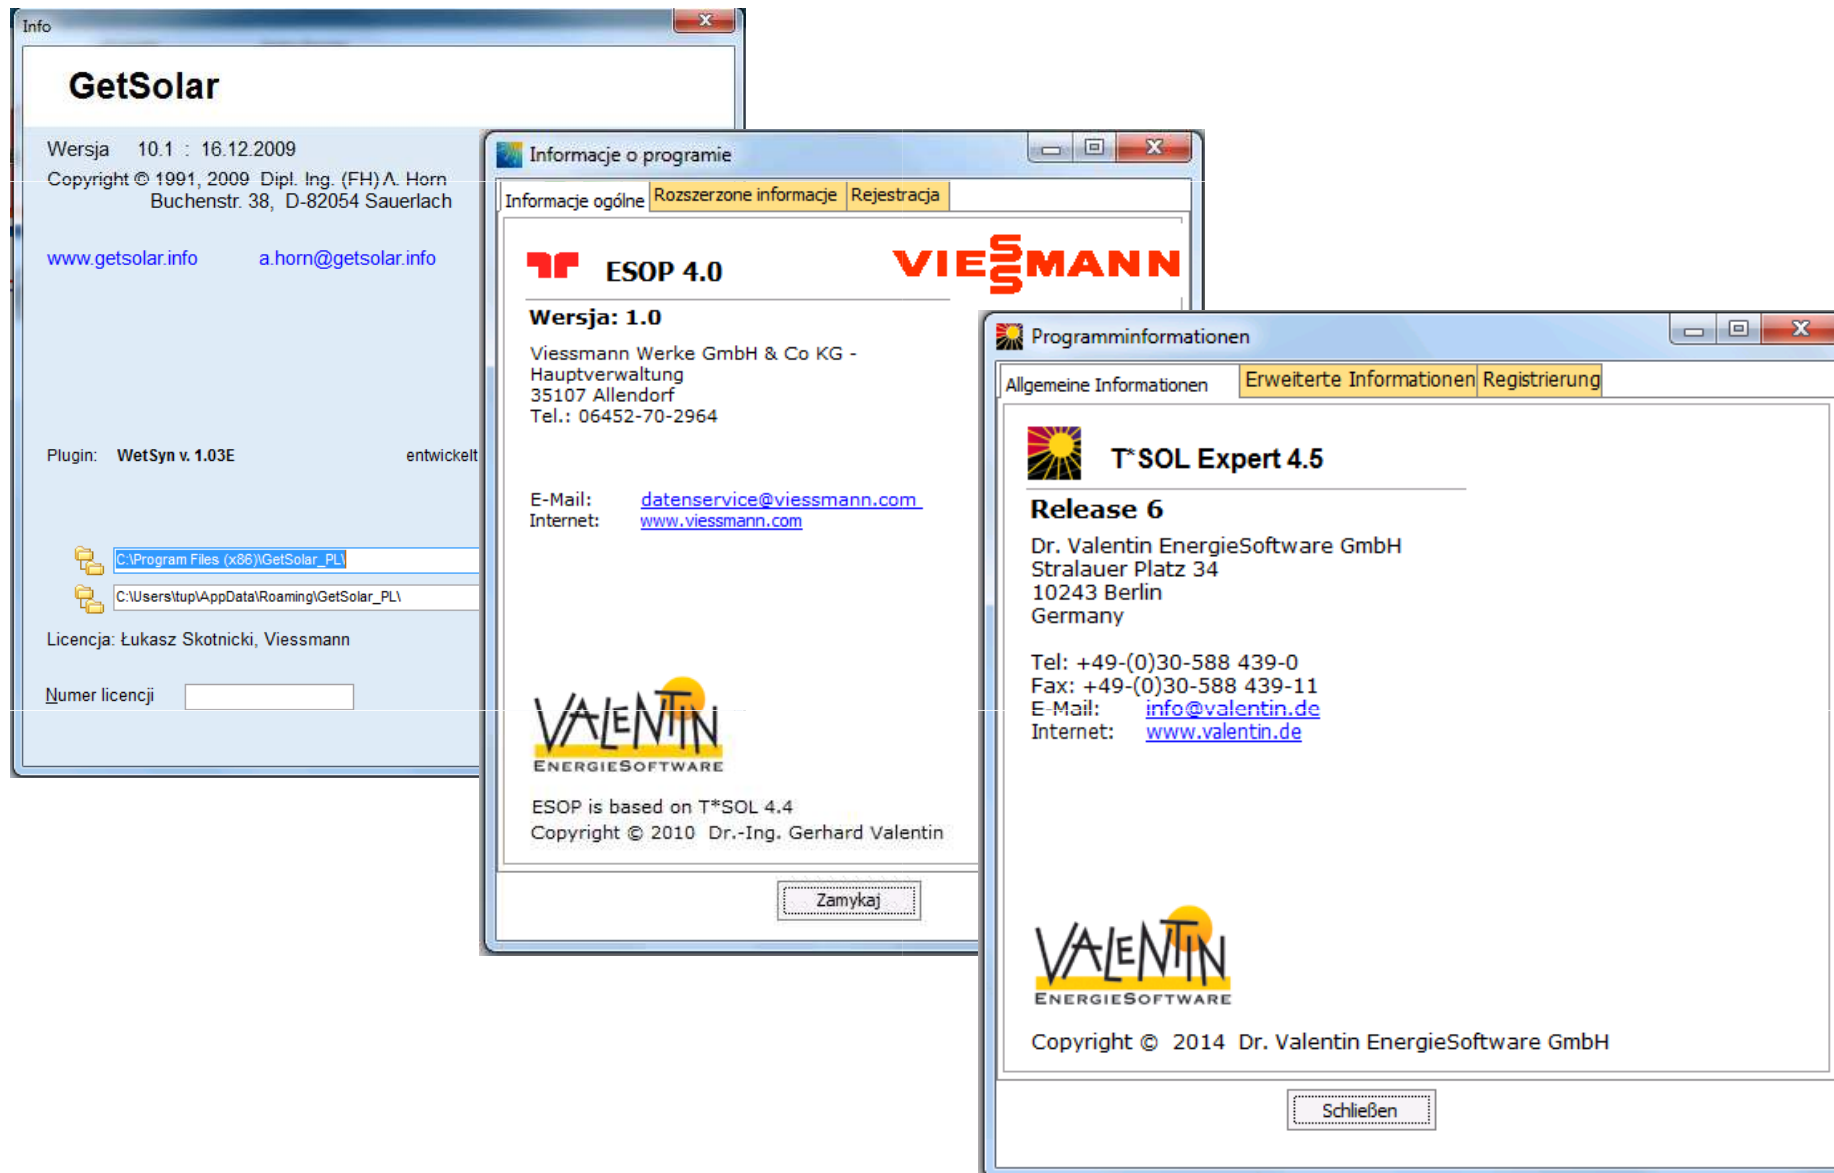 Info
GetSolar
Wersja 10.1 : 16.12.2009
Copyright © 1991, 2009 Dipl. Ing. (FH) A. Horn
Buchenstr. 38, D-82054 Sauerlach
www.getsolar.info a.horn@getsolar.info
Plugin: WetSyn v. 1.03E entwickelt
C:\Program Files (x86)\GetSolar_PL\
C:\Users\tup\AppData\Roaming\GetSolar_PL\
Licencja: Łukasz Skotnicki, Viessmann
Numer licencji
Informacje o programie
Informacje ogólne Rozszerzone informacje Rejestracja
ESOP 4.0 VIESSMANN
Wersja: 1.0
Viessmann Werke GmbH & Co KG -
Hauptverwaltung
35107 Allendorf
Tel.: 06452-70-2964
E-Mail: datenservice@viessmann.com
Internet: www.viessmann.com
VALENTIN
ENERGIESOFTWARE
ESOP is based on T*SOL 4.4
Copyright © 2010 Dr.-Ing. Gerhard Valentin
Zamykaj
Programminformationen
Allgemeine Informationen Erweiterte Informationen Registrierung
T*SOL Expert 4.5
Release 6
Dr. Valentin EnergieSoftware GmbH
Stralauer Platz 34
10243 Berlin
Germany
Tel: +49-(0)30-588 439-0
Fax: +49-(0)30-588 439-11
E-Mail: info@valentin.de
Internet: www.valentin.de
VALENTIN
ENERGIESOFTWARE
Copyright © 2014 Dr. Valentin EnergieSoftware GmbH
Schließen